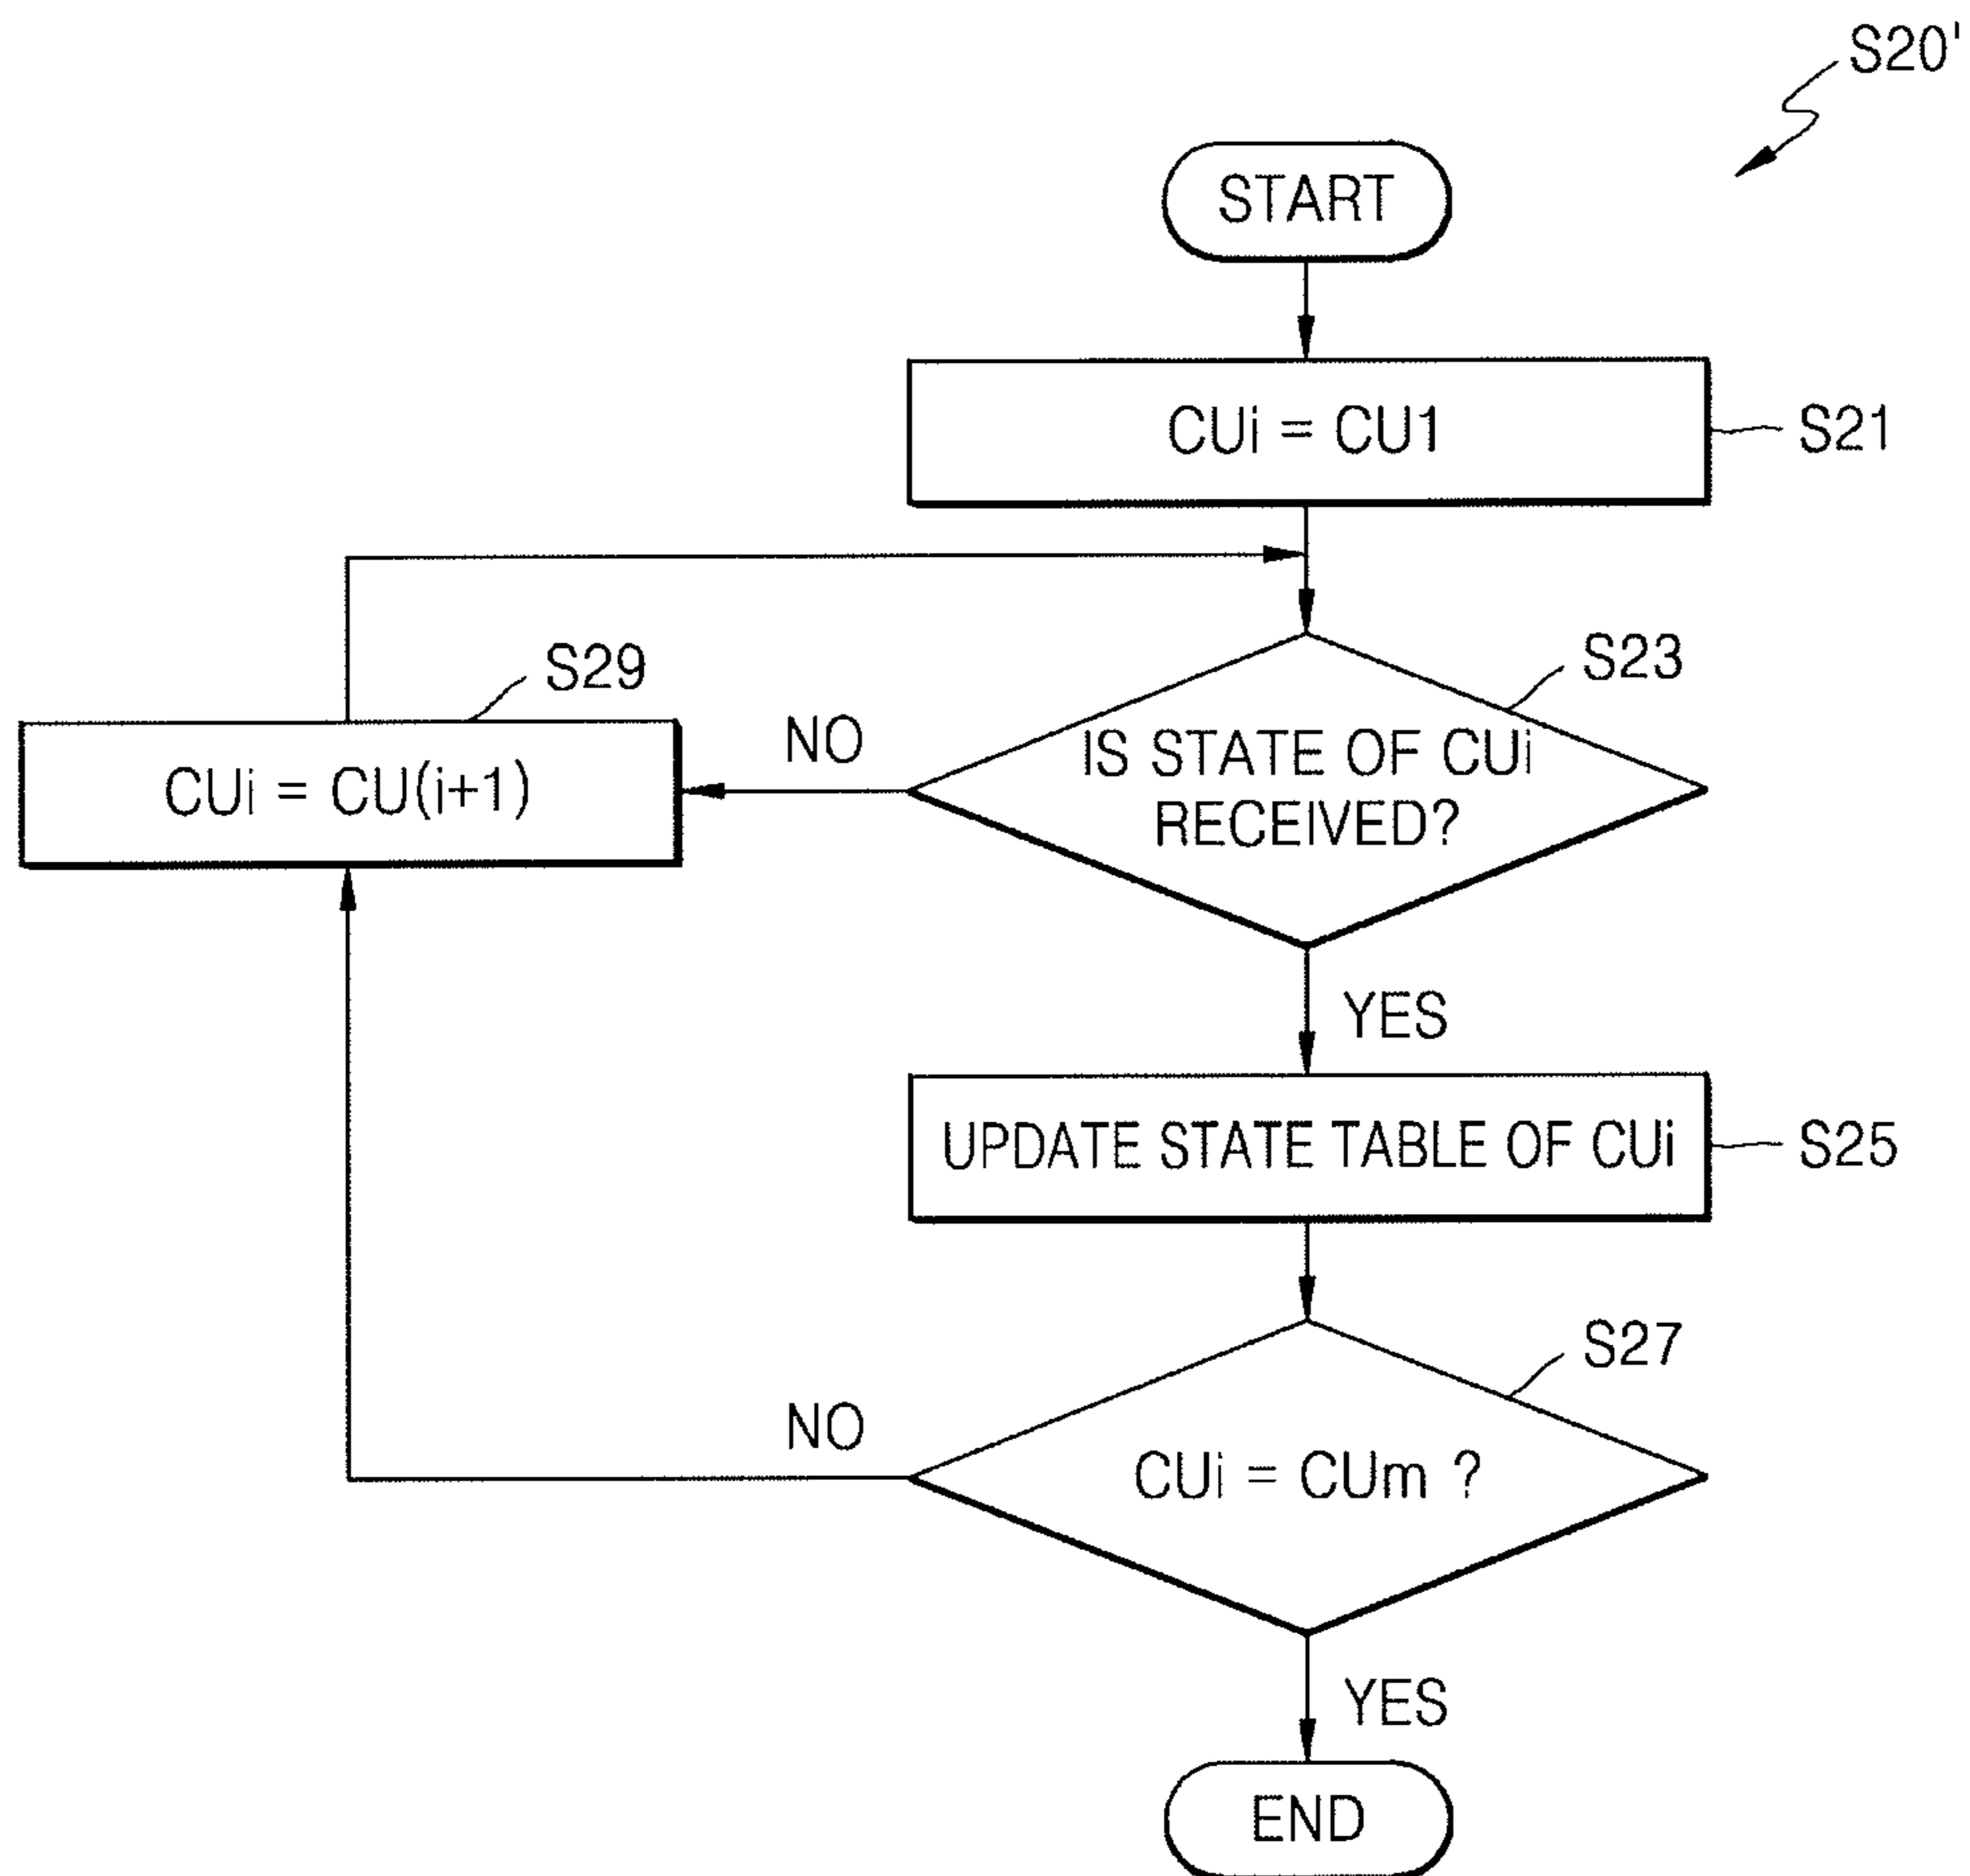 S20'
START
CUi = CU1
S21
S29
S23
NO
IS STATE OF CUi
RECEIVED?
CUi = CU(i+1)
YES
UPDATE STATE TABLE OF CUi
S25
S27
NO
CUi = CUm ?
YES
END